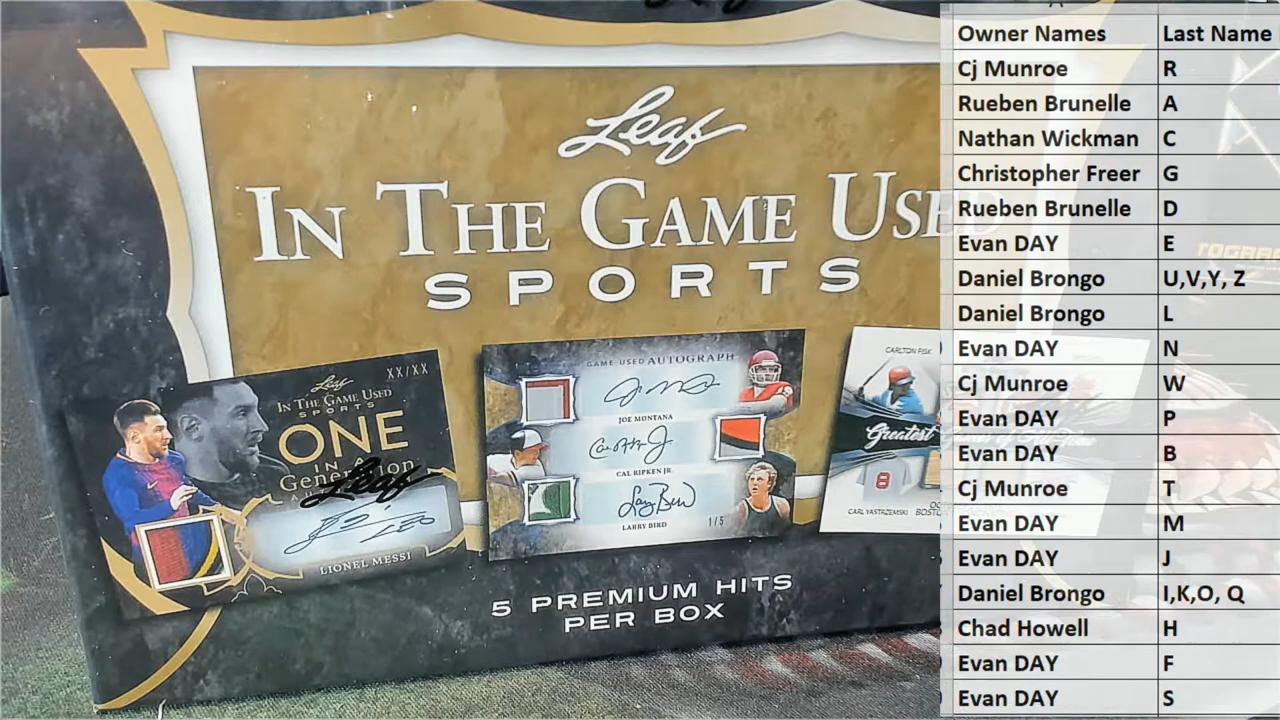 Leaf
IN THE GAME USED
SPORTS
Leaf
XX/XX
IN THE GAME USED
SPORTS
ONE
IN A
Generation
Leaf
LIONEL MESSI
GAME-USED AUTOGRAPH
JOE MONTANA
CAL RIPKEN JR.
LARRY BIRD
1/5
CARLTON FISK
Greatest
8
CARL YASTRZEMSKI
5 PREMIUM HITS
PER BOX
Owner Names Last Name
Cj Munroe R
Rueben Brunelle A
Nathan Wickman C
Christopher Freer G
Rueben Brunelle D
Evan DAY E
Daniel Brongo U,V,Y, Z
Daniel Brongo L
Evan DAY N
Cj Munroe W
Evan DAY P
Evan DAY B
Cj Munroe T
Evan DAY M
Evan DAY J
Daniel Brongo I,K,O, Q
Chad Howell H
Evan DAY F
Evan DAY S